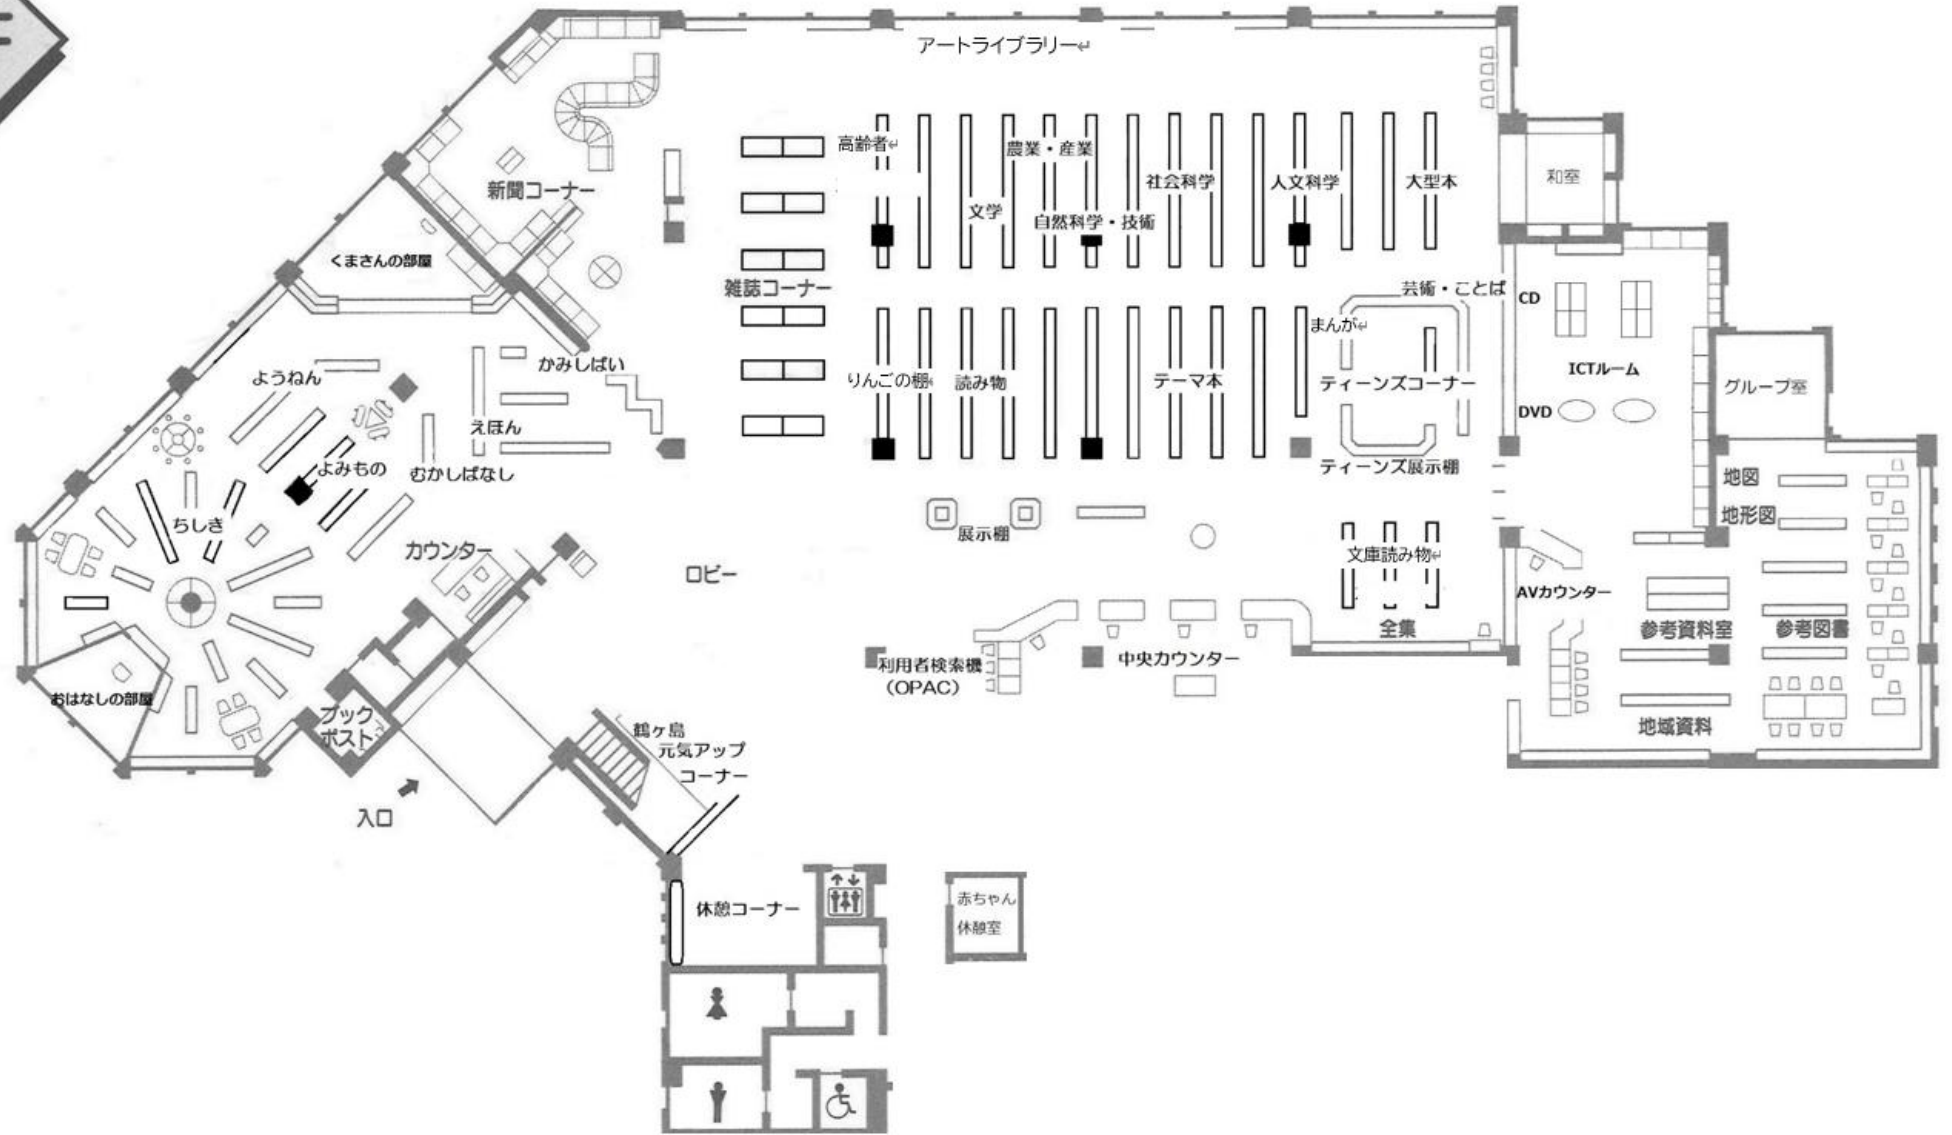 アートライブラリー
高齢者
農業・産業
社会科学
人文科学
大型本
和室
新聞コーナー
文学
自然科学・技術
くまさんの部屋
雑誌コーナー
芸術・ことば
CD
まんが
かみしばい
ようねん
りんごの棚
読み物
テーマ本
ティーンズコーナー
ICTルーム
グループ室
DVD
えほん
よみもの
むかしばなし
ティーンズ展示棚
地図
地形図
ちしき
カウンター
展示棚
文庫読み物
ロビー
AVカウンター
全集
参考資料室
参考図書
利用者検索機
（OPAC）
中央カウンター
おはなしの部屋
ブック
ポスト
地域資料
鶴ヶ島
元気アップ
コーナー
入口
休憩コーナー
赤ちゃん
休憩室